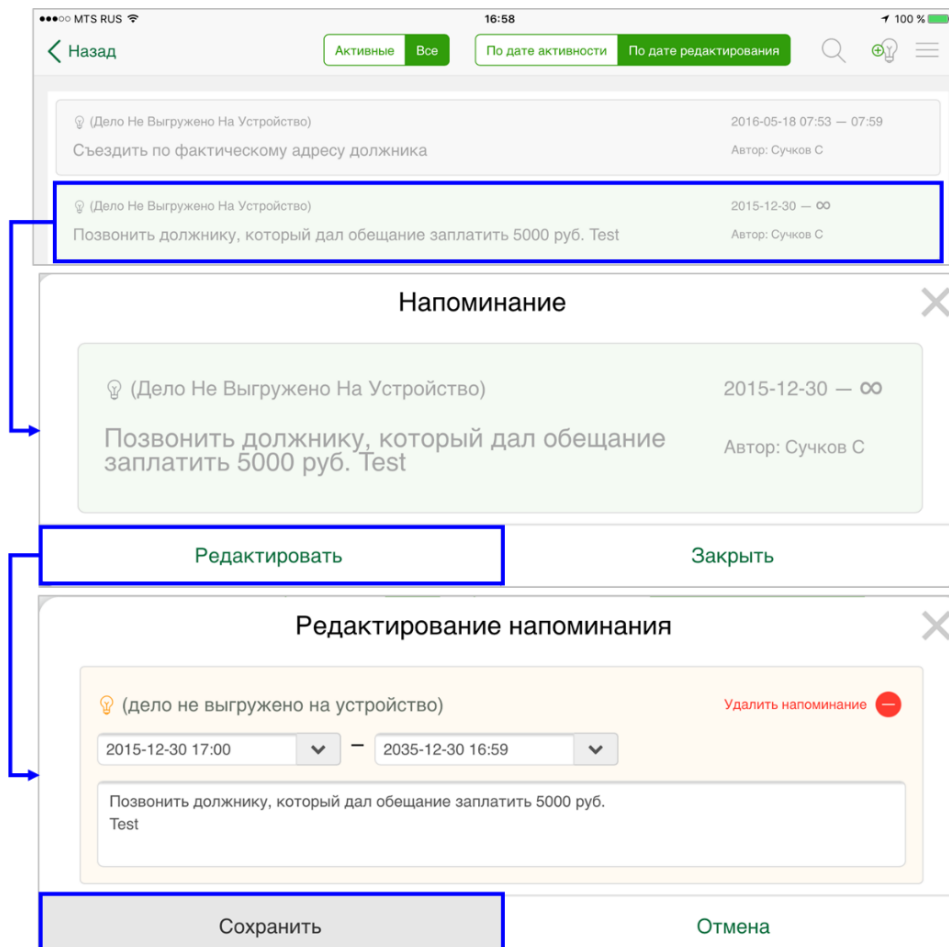 MTS RUS 16:58 100 %
Назад Активные Все По дате активности По дате редактирования
(Дело Не Выгружено На Устройство) 2016-05-18 07:53 — 07:59
Съездить по фактическому адресу должника Автор: Сучков С
(Дело Не Выгружено На Устройство) 2015-12-30 — ∞
Позвонить должнику, который дал обещание заплатить 5000 руб. Test Автор: Сучков С
Напоминание
(Дело Не Выгружено На Устройство) 2015-12-30 — ∞
Позвонить должнику, который дал обещание
заплатить 5000 руб. Test
Автор: Сучков С
Редактировать Закрыть
Редактирование напоминания
(дело не выгружено на устройство) Удалить напоминание
2015-12-30 17:00 – 2035-12-30 16:59
Позвонить должнику, который дал обещание заплатить 5000 руб.
Test
Сохранить Отмена